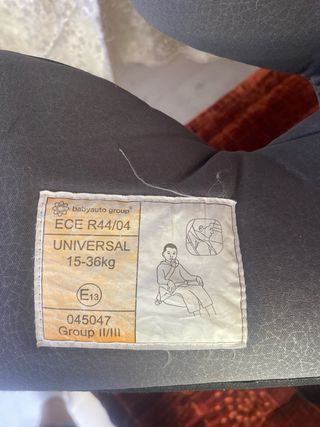 babyauto group
ECE R44/04
UNIVERSAL
15-36kg
E13
045047
Group II/III